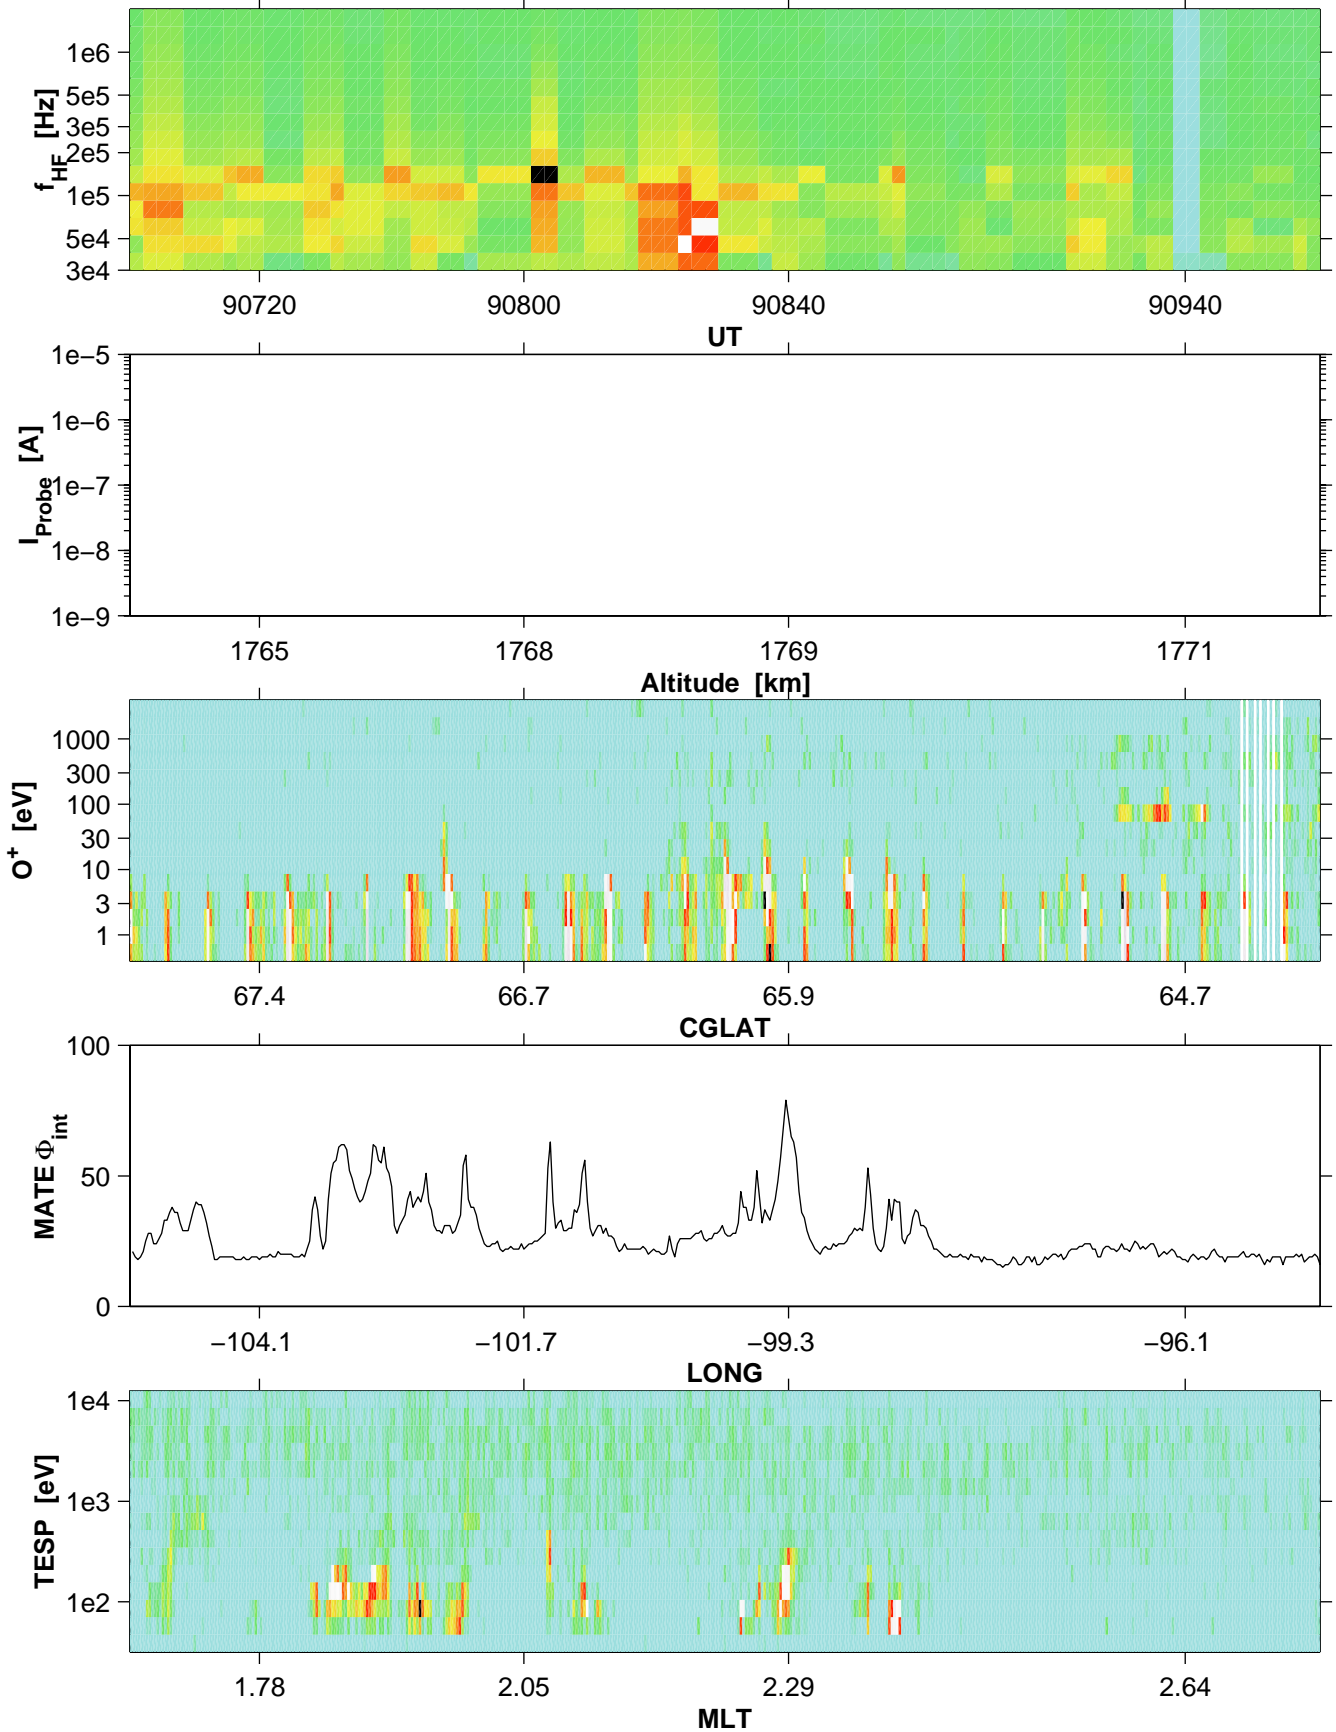 1e6
5e5
3e5
2e5
1e5
5e4
3e4
f_HF [Hz]
90720 90800 90840 90940
UT
1e−5
1e−6
1e−7
1e−8
1e−9
I_Probe [A]
1765 1768 1769 1771
Altitude [km]
1000
300
100
30
10
3
1
O+ [eV]
67.4 66.7 65.9 64.7
CGLAT
100
50
0
MATE Φ_int
−104.1 −101.7 −99.3 −96.1
LONG
1e4
1e3
1e2
TESP [eV]
1.78 2.05 2.29 2.64
MLT